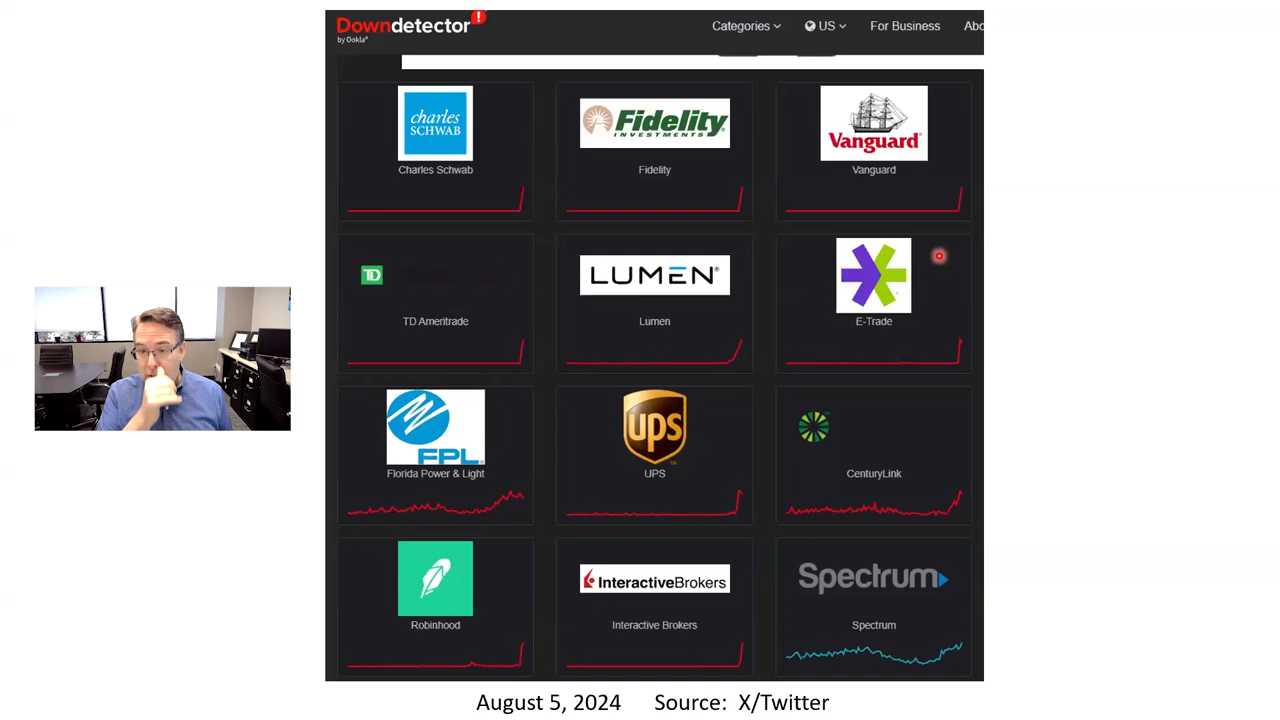 Downdetector!
by Ookla®
Categories
US
For Business
Abo
charles
SCHWAB
Charles Schwab
Fidelity
INVESTMENTS
Fidelity
Vanguard
Vanguard
TD
TD Ameritrade
LUMEN®
Lumen
E-Trade
FPL
Florida Power & Light
ups
UPS
CenturyLink
Robinhood
InteractiveBrokers
Interactive Brokers
Spectrum
Spectrum
August 5, 2024 Source: X/Twitter